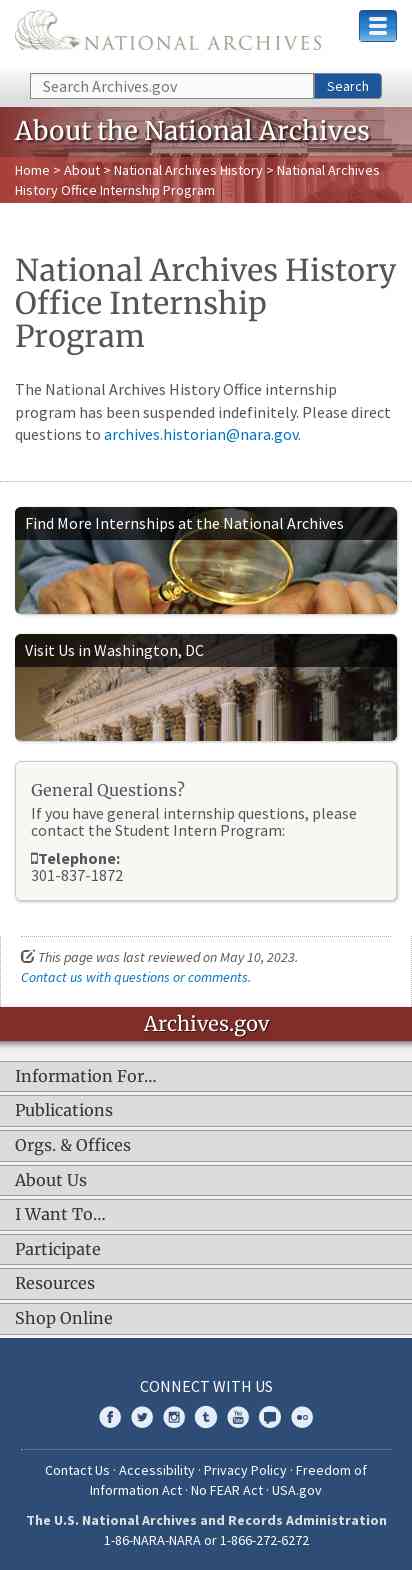 NATIONAL ARCHIVES
Search Archives.gov
Search
About the National Archives
Home > About > National Archives History > National Archives
History Office Internship Program
National Archives History
Office Internship
Program
The National Archives History Office internship
program has been suspended indefinitely. Please direct
questions to archives.historian@nara.gov.
Find More Internships at the National Archives
Visit Us in Washington, DC
General Questions?
If you have general internship questions, please
contact the Student Intern Program:
Telephone:
301-837-1872
This page was last reviewed on May 10, 2023.
Contact us with questions or comments.
Archives.gov
Information For…
Publications
Orgs. & Offices
About Us
I Want To…
Participate
Resources
Shop Online
CONNECT WITH US
Contact Us · Accessibility · Privacy Policy · Freedom of
Information Act · No FEAR Act · USA.gov
The U.S. National Archives and Records Administration
1-86-NARA-NARA or 1-866-272-6272